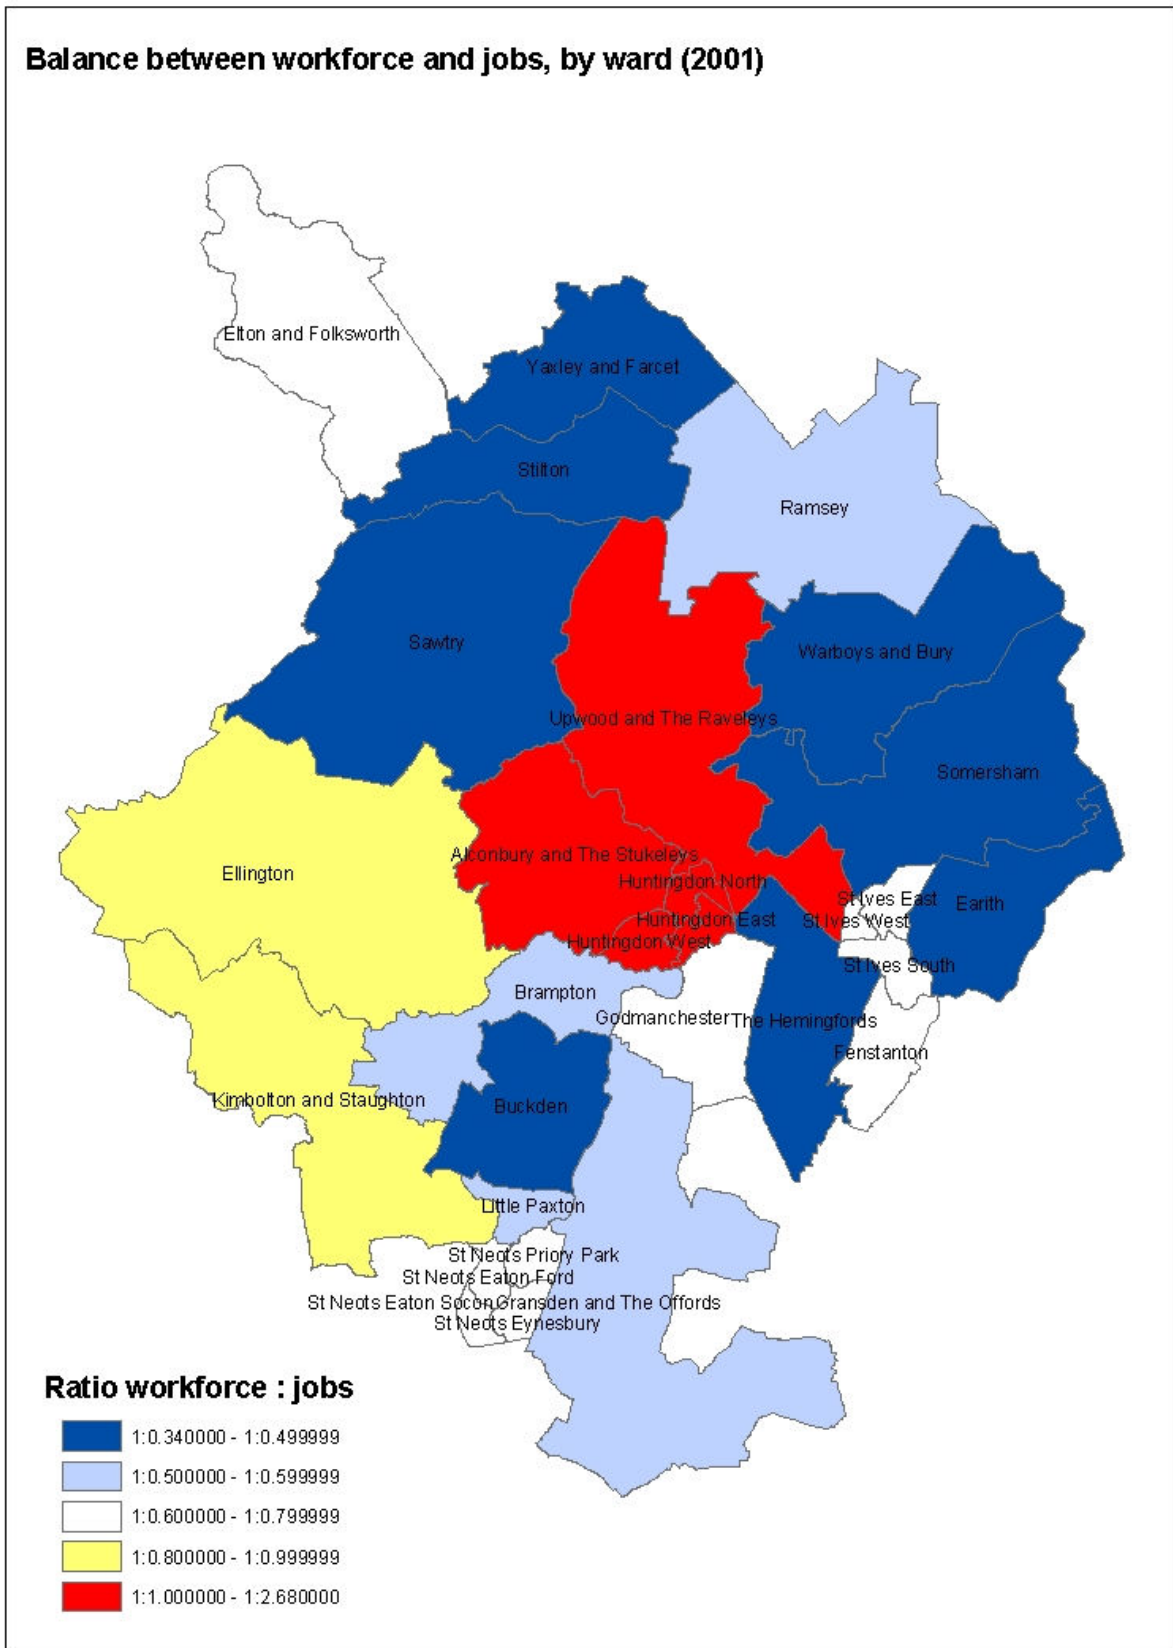 Balance between workforce and jobs, by ward (2001)
Elton and Folksworth
Yaxley and Farcet
Stilton
Ramsey
Sawtry
Warboys and Bury
Upwood and The Raveleys
Somersham
Alconbury and The Stukeleys
Ellington
Huntingdon North
St Ives East
Earith
Huntingdon East
St Ives West
Huntingdon West
St Ives South
Brampton
Godmanchester
The Hemingfords
Fenstanton
Kimbolton and Staughton
Buckden
Little Paxton
St Neots Priory Park
St Neots Eaton Ford
St Neots Eaton Socon
Gransden and The Offords
St Neots Eynesbury
Ratio workforce : jobs
1:0.340000 - 1:0.499999
1:0.500000 - 1:0.599999
1:0.600000 - 1:0.799999
1:0.800000 - 1:0.999999
1:1.000000 - 1:2.680000